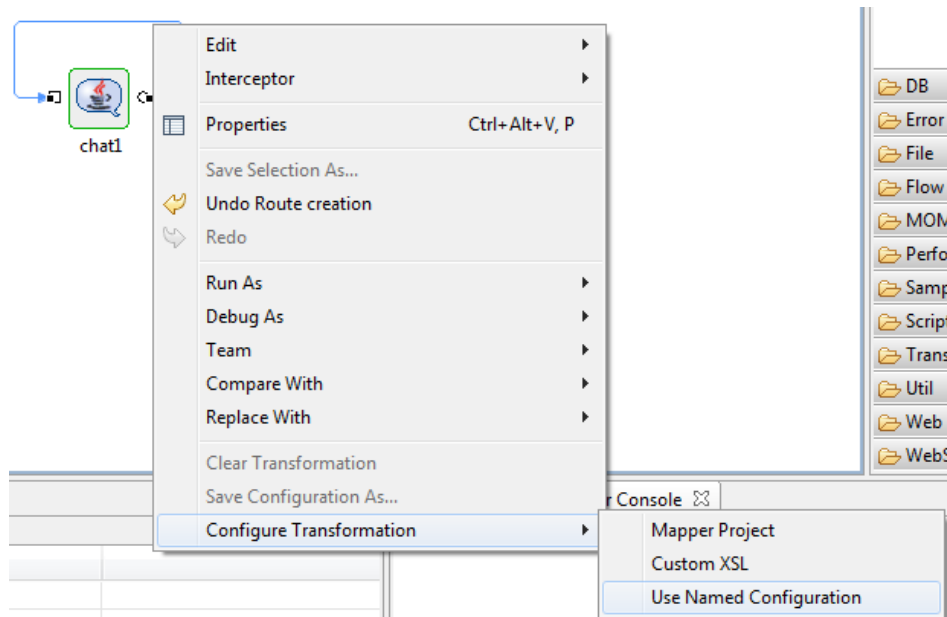 chat1
Edit
Interceptor
Properties Ctrl+Alt+V, P
Save Selection As...
Undo Route creation
Redo
Run As
Debug As
Team
Compare With
Replace With
Clear Transformation
Save Configuration As...
Configure Transformation
Mapper Project
Custom XSL
Use Named Configuration
r Console
DB
Error
File
Flow
MOM
Perfo
Samp
Script
Trans
Util
Web
WebS